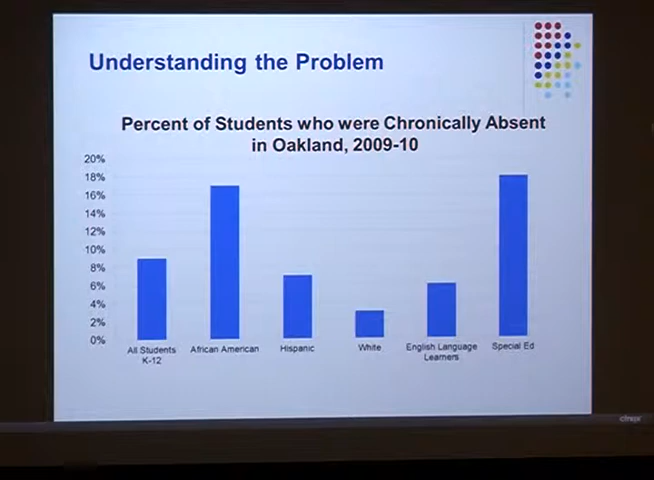 Understanding the Problem
Percent of Students who were Chronically Absent
in Oakland, 2009-10
20%
18%
16%
14%
12%
10%
8%
6%
4%
2%
0%
All Students
K-12
African American
Hispanic
White
English Language
Learners
Special Ed
citrix